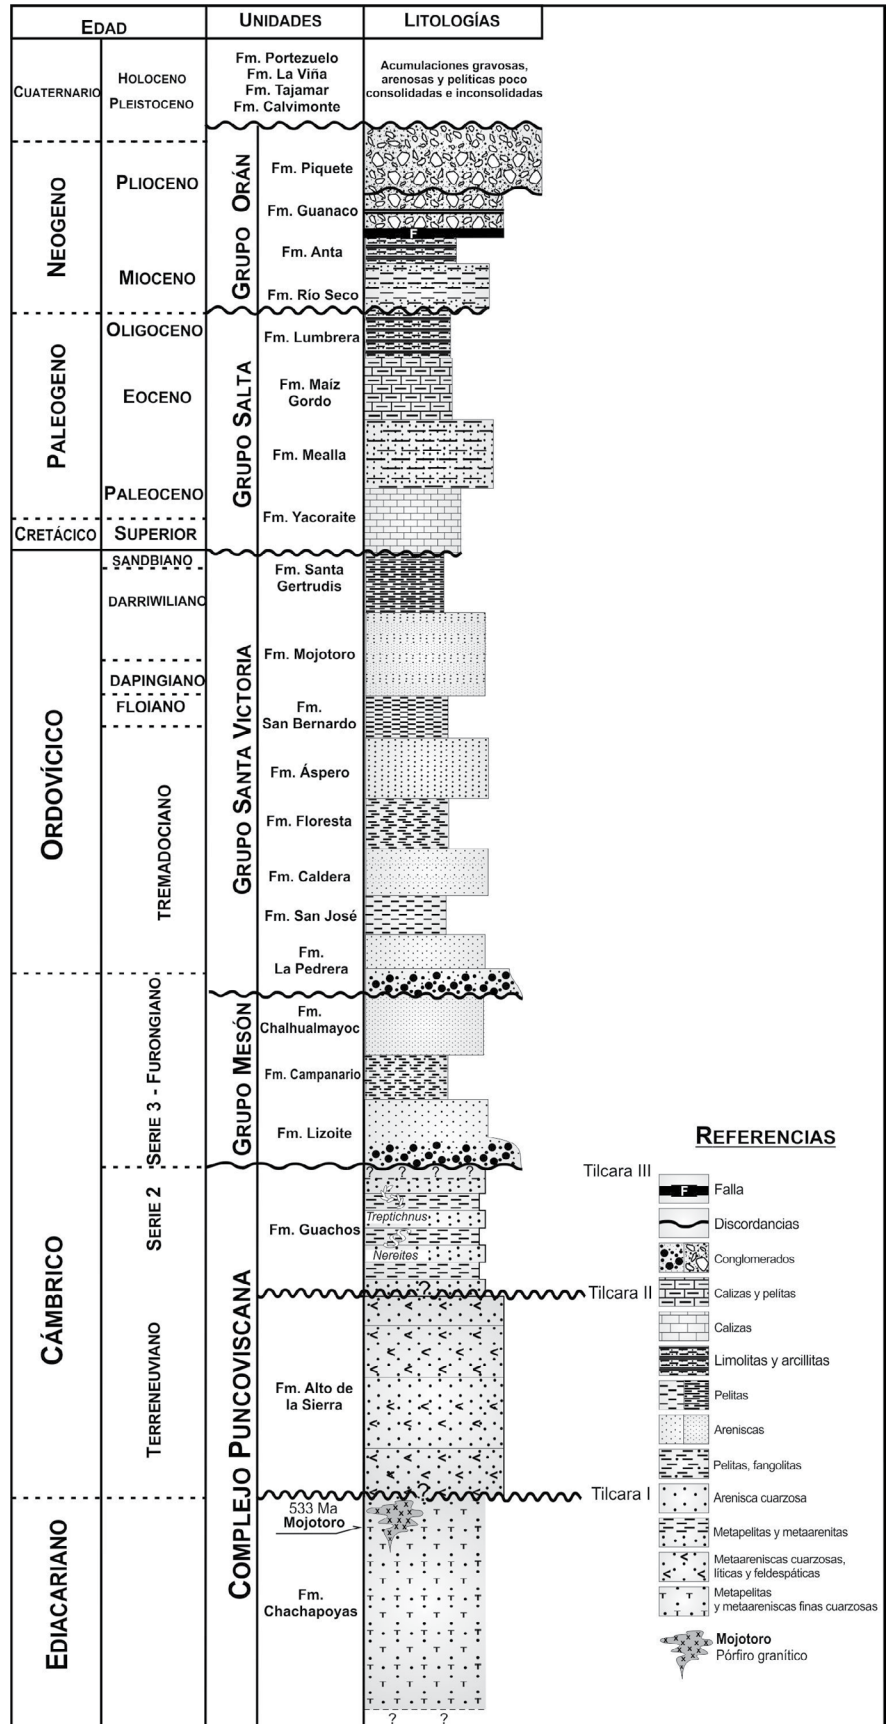 EDAD
UNIDADES
LITOLOGÍAS
CUATERNARIO
HOLOCENO
PLEISTOCENO
Fm. Portezuelo
Fm. La Viña
Fm. Tajamar
Fm. Calvimonte
Acumulaciones gravosas,
arenosas y pelíticas poco
consolidadas e inconsolidadas
NEOGENO
PLIOCENO
MIOCENO
GRUPO ORÁN
Fm. Piquete
Fm. Guanaco
F
Fm. Anta
Fm. Río Seco
PALEOGENO
OLIGOCENO
EOCENO
PALEOCENO
GRUPO SALTA
Fm. Lumbrera
Fm. Maíz
Gordo
Fm. Mealla
Fm. Yacoraite
CRETÁCICO
SUPERIOR
ORDOVÍCICO
SANDBIANO
DARRIWILIANO
DAPINGIANO
FLOIANO
TREMADOCIANO
GRUPO SANTA VICTORIA
Fm. Santa
Gertrudis
Fm. Mojotoro
Fm.
San Bernardo
Fm. Áspero
Fm. Floresta
Fm. Caldera
Fm. San José
Fm.
La Pedrera
CÁMBRICO
SERIE 3 - FURONGIANO
SERIE 2
TERRENEUVIANO
GRUPO MESÓN
Fm.
Chalhualmayoc
Fm. Campanario
Fm. Lizoite
COMPLEJO PUNCOVISCANA
? ? ? ?
Tilcara III
Fm. Guachos
Treptichnus
Nereites
?
Tilcara II
Fm. Alto de
la Sierra
?
Tilcara I
EDIACARIANO
533 Ma
Mojotoro
Fm.
Chachapoyas
? ?
REFERENCIAS
F
Falla
Discordancias
Conglomerados
Calizas y pelitas
Calizas
Limolitas y arcillitas
Pelitas
Areniscas
Pelitas, fangolitas
Arenisca cuarzosa
Metapelitas y metaarenitas
Metaareniscas cuarzosas,
líticas y feldespáticas
Metapelitas
y metaareniscas finas cuarzosas
Mojotoro
Pórfiro granítico